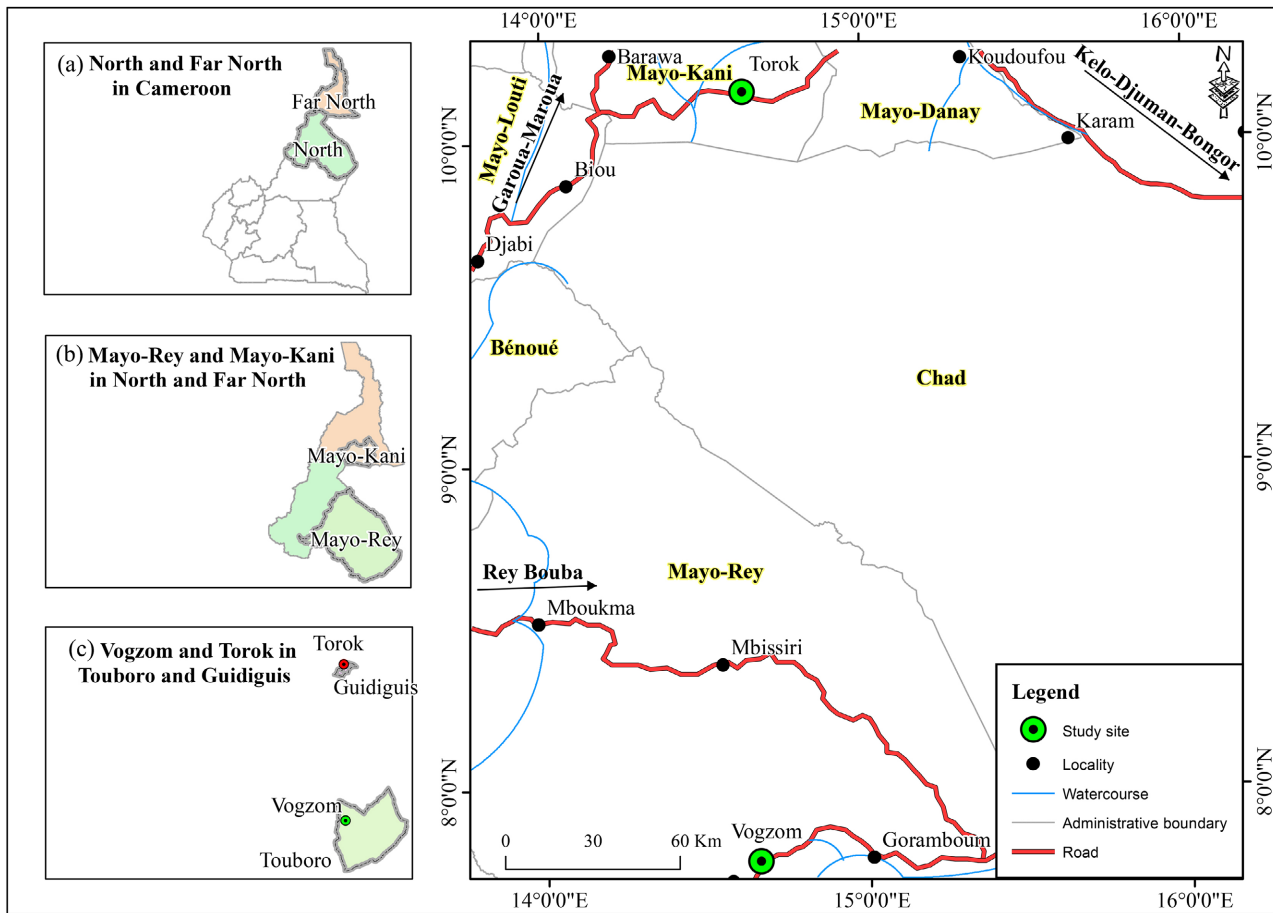 (a) North and Far North
in Cameroon
Far North
North
(b) Mayo-Rey and Mayo-Kani
in North and Far North
Mayo-Kani
Mayo-Rey
(c) Vogzom and Torok in
Touboro and Guidiguis
Torok
Guidiguis
Vogzom
Touboro
14°0'0"E
15°0'0"E
16°0'0"E
Barawa
Mayo-Kani
Torok
Koudoufou
Kelo-Djuman-Bongor
N
Mayo-Louti
Garoua-Maroua
Mayo-Danay
Karam
10°0'0"N
10°0'0"N
Biou
Djabi
Bénoué
Chad
9°0'0"N
9°0'0"N
Rey Bouba
Mayo-Rey
Mboukma
Mbissiri
8°0'0"N
8°0'0"N
0 30 60 Km
Vogzom
Goramboum
Legend
Study site
Locality
Watercourse
Administrative boundary
Road
14°0'0"E
15°0'0"E
16°0'0"E